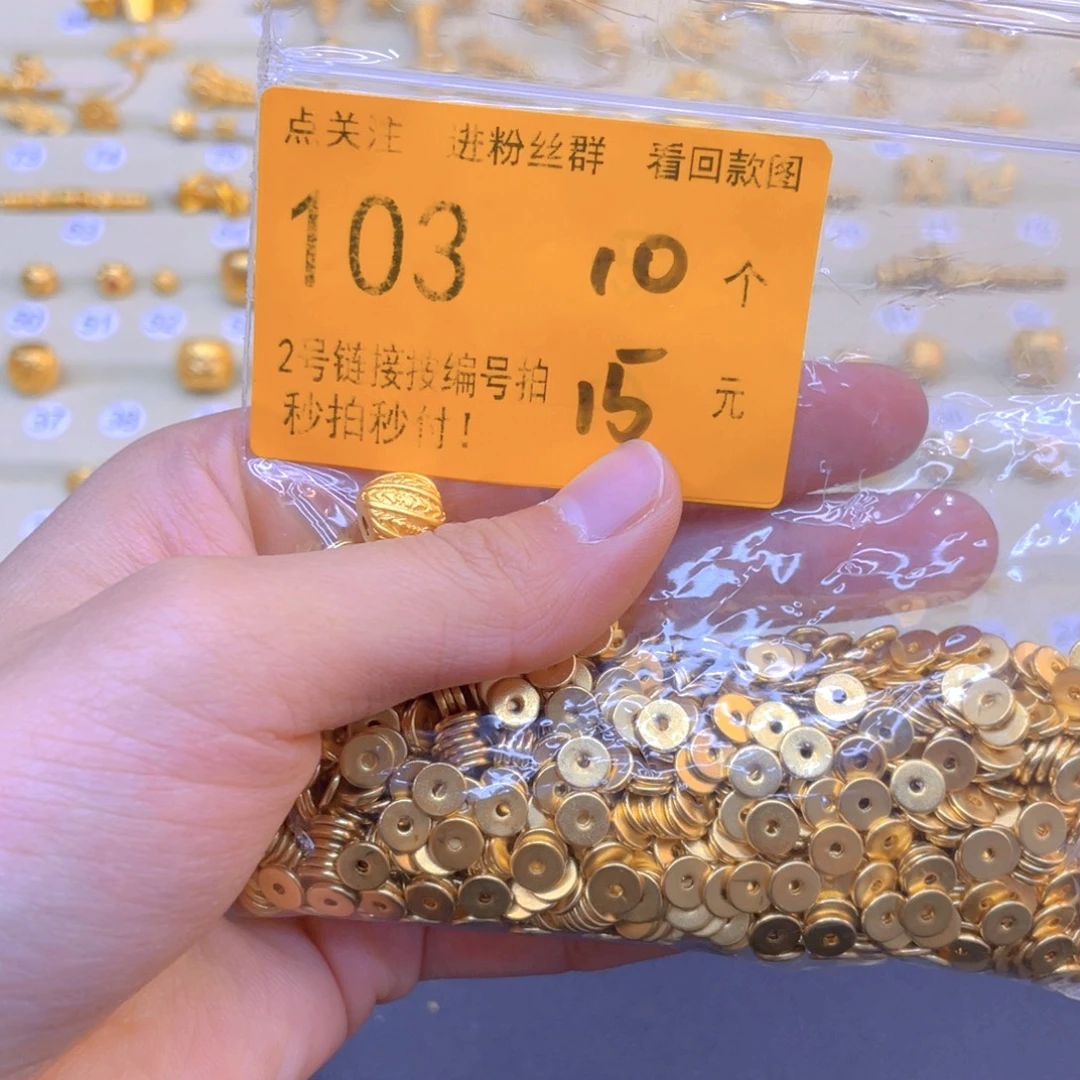 点关注 进粉丝群 看回款图
103 10 个
2号链接按编号拍 15 元
秒拍秒付!